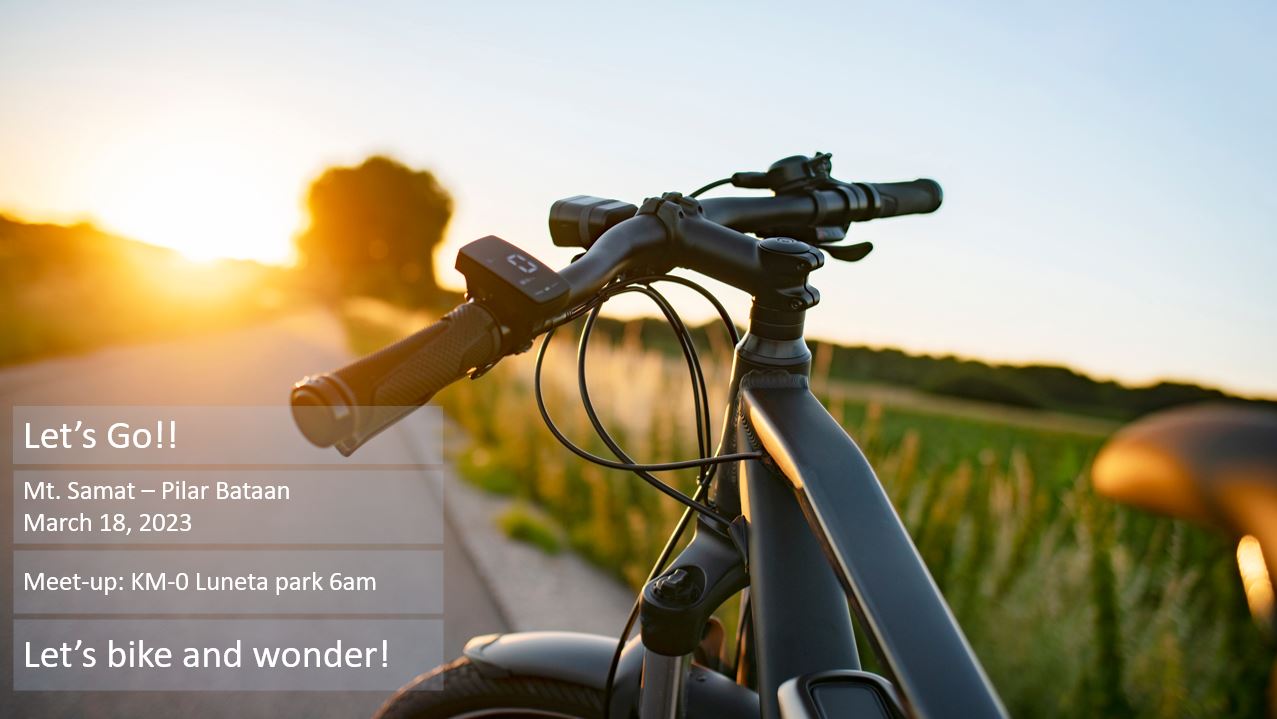 Let's Go!!
Mt. Samat – Pilar Bataan
March 18, 2023
Meet-up: KM-0 Luneta park 6am
Let's bike and wonder!